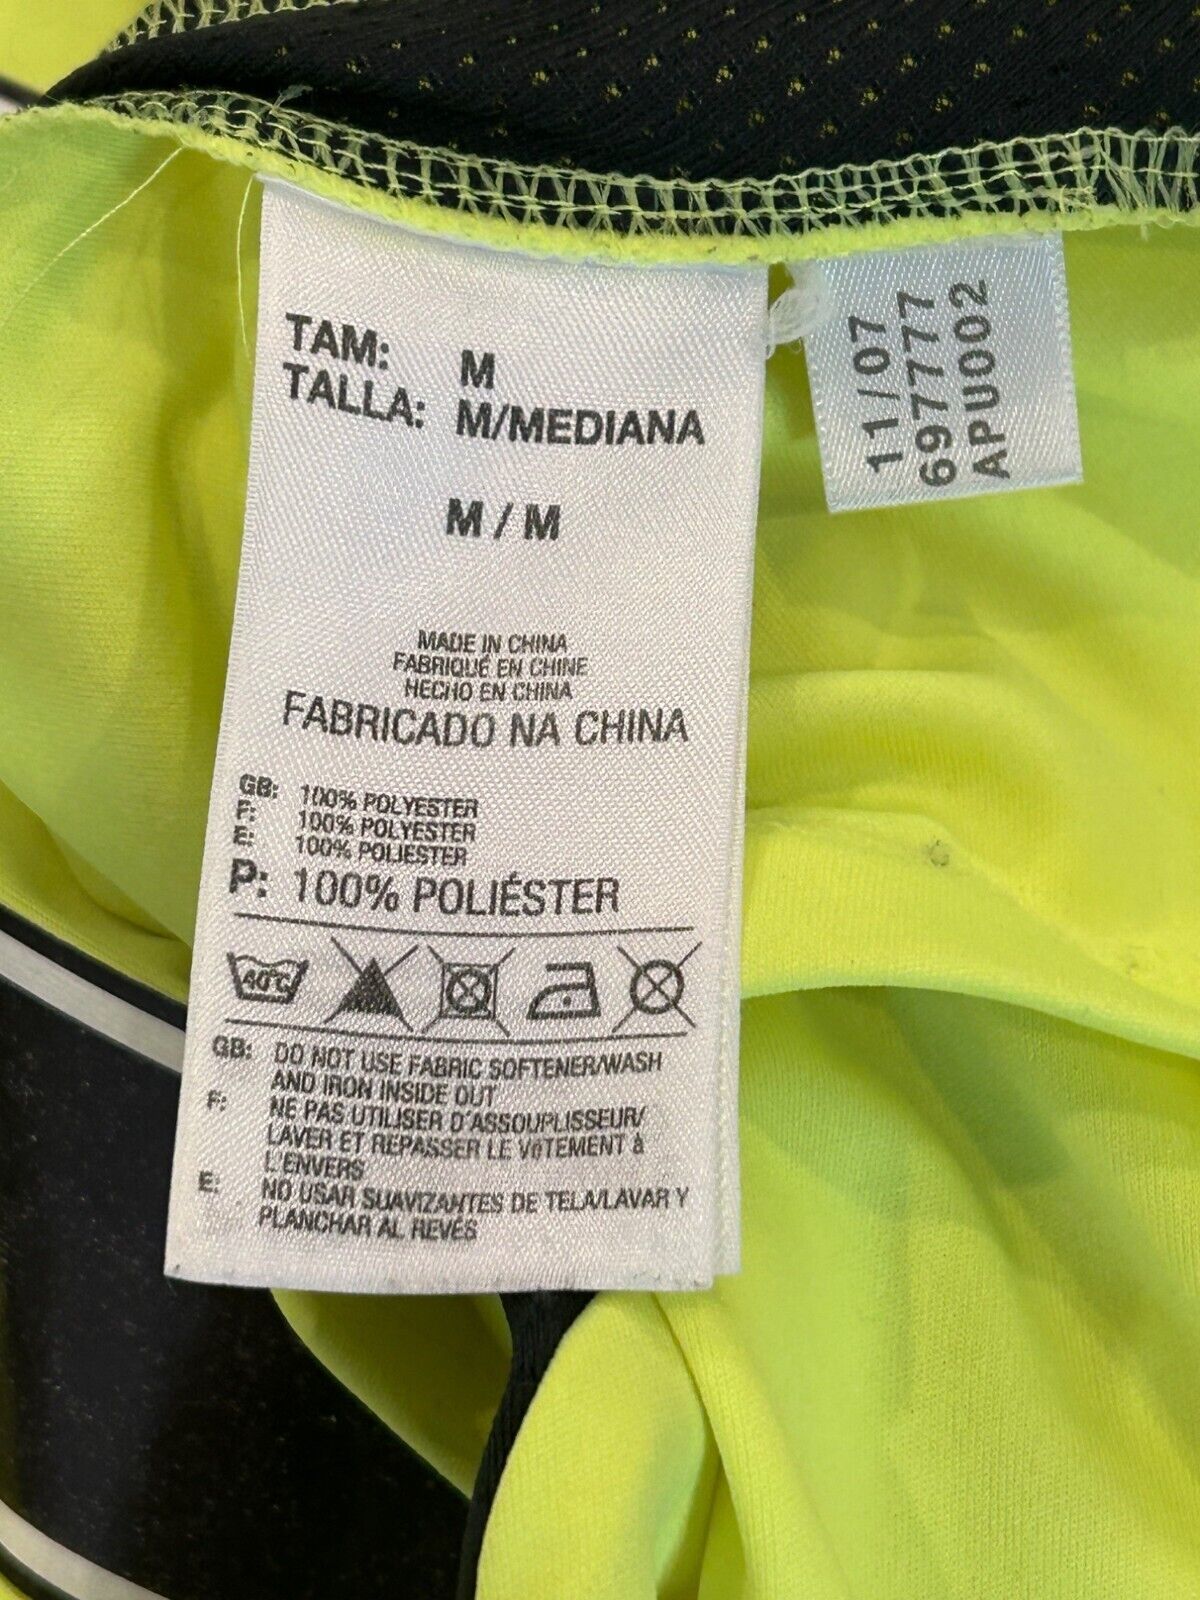 TAM: M
TALLA: M/MEDIANA
M / M
MADE IN CHINA
FABRIQUÉ EN CHINE
HECHO EN CHINA
FABRICADO NA CHINA
GB: 100% POLYESTER
F: 100% POLYESTER
E: 100% POLIESTER
P: 100% POLIÉSTER
40°C
GB: DO NOT USE FABRIC SOFTENER/WASH
AND IRON INSIDE OUT
F: NE PAS UTILISER D'ASSOUPLISSEUR/
LAVER ET REPASSER LE VêTEMENT à
L'ENVERS
E: NO USAR SUAVIZANTES DE TELA/LAVAR Y
PLANCHAR AL REVÉS
11/07
697777
APU002